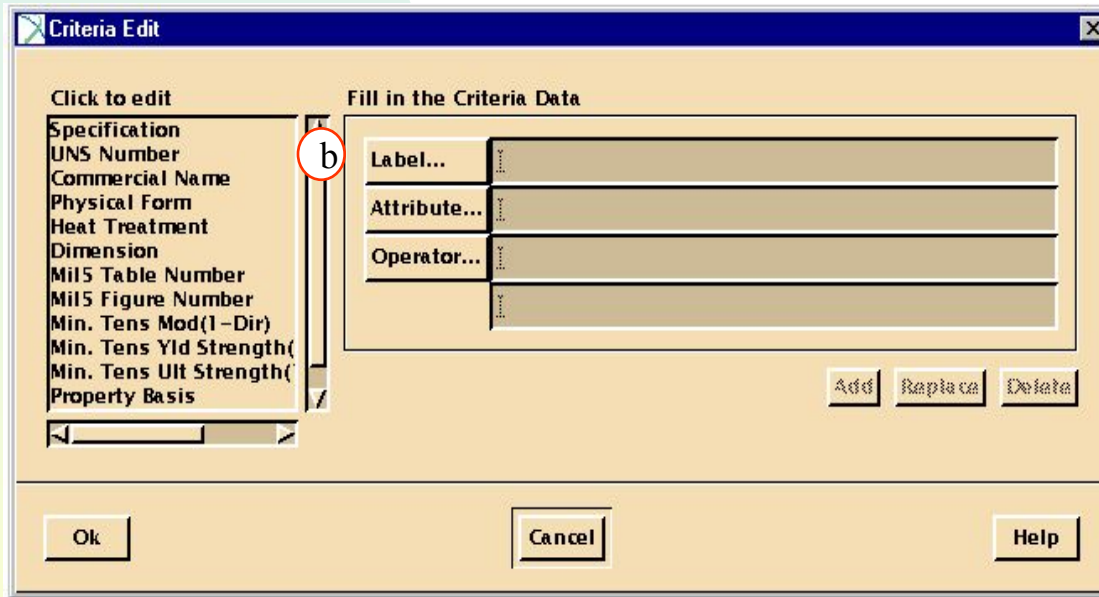 Criteria Edit
Click to edit
Specification
UNS Number
Commercial Name
Physical Form
Heat Treatment
Dimension
Mil5 Table Number
Mil5 Figure Number
Min. Tens Mod(1-Dir)
Min. Tens Yld Strength(
Min. Tens Ult Strength(
Property Basis
b
Fill in the Criteria Data
Label...
Attribute...
Operator...
Add Replace Delete
Ok Cancel Help